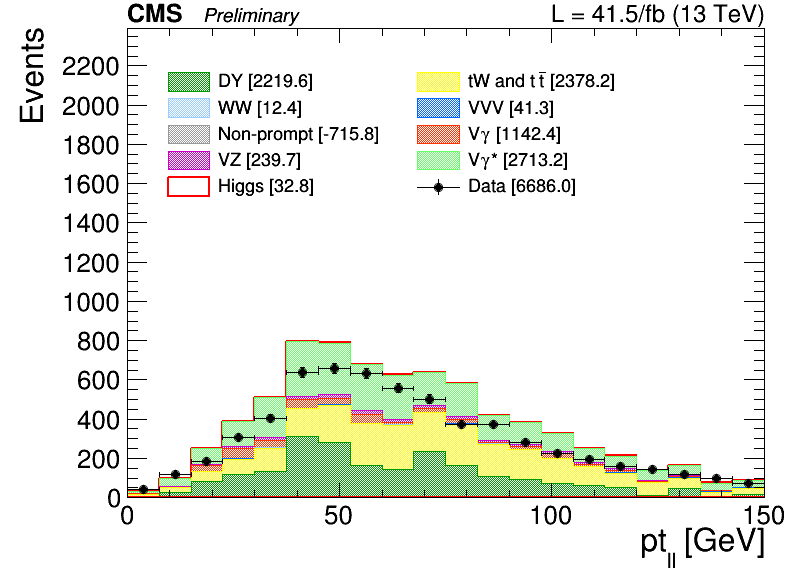 CMS Preliminary L = 41.5/fb (13 TeV)
Events
2200
2000
1800
1600
1400
1200
1000
800
600
400
200
0
DY [2219.6]
WW [12.4]
Non-prompt [-715.8]
VZ [239.7]
Higgs [32.8]
tW and tt̄ [2378.2]
VVV [41.3]
Vγ [1142.4]
Vγ* [2713.2]
Data [6686.0]
0 50 100 150
pt_ll [GeV]